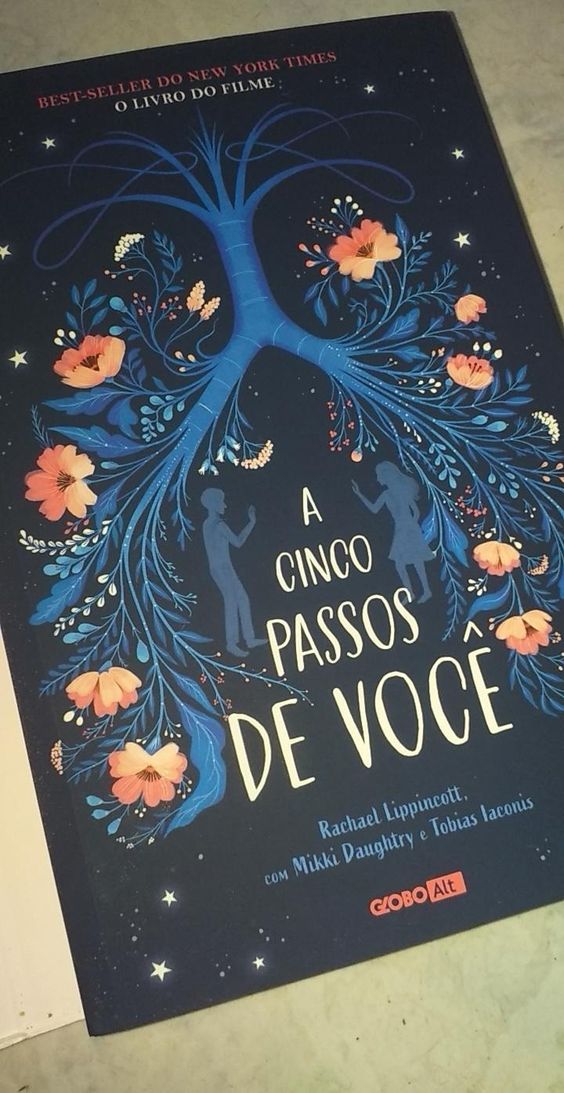 BEST-SELLER DO NEW YORK TIMES
O LIVRO DO FILME
A
CINCO
PASSOS
DE VOCÊ
Rachael Lippincott,
com Mikki Daughtry e Tobias Iaconis
GLOBO Alt